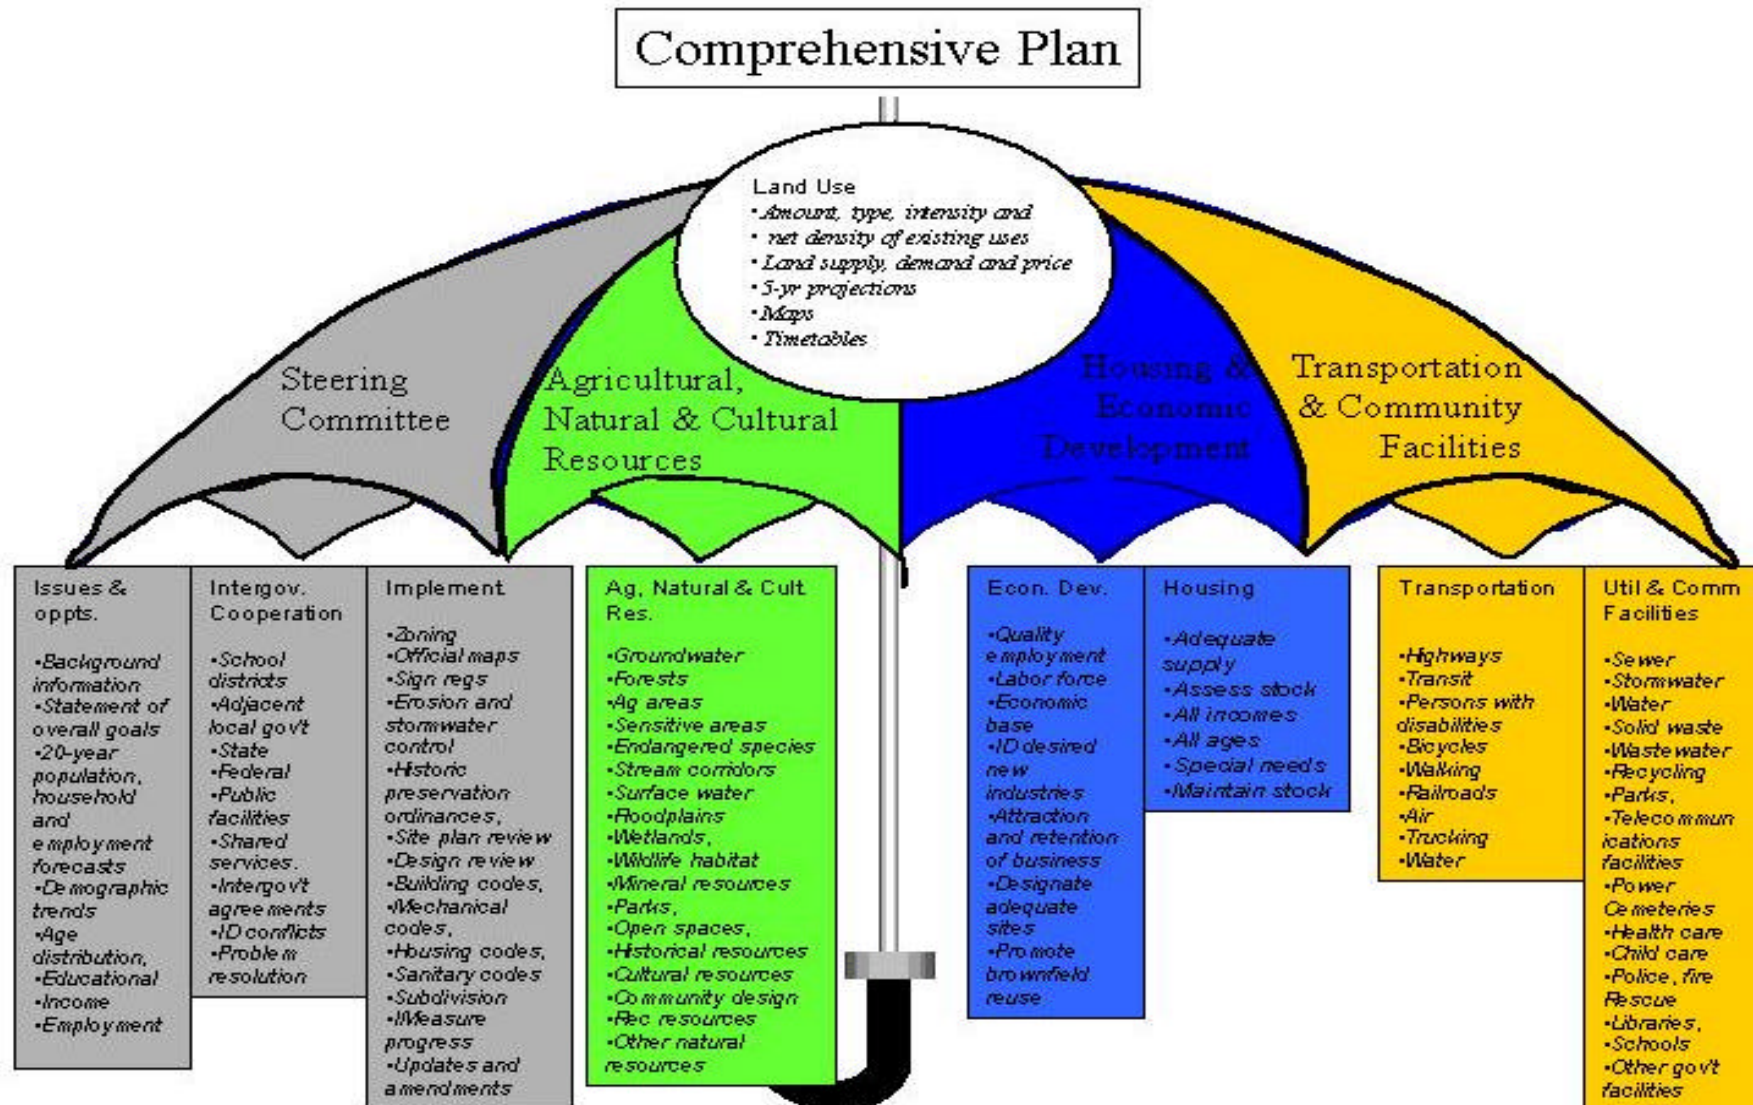 Comprehensive Plan
Land Use
•Amount, type, intensity and
• net density of existing uses
•Land supply, demand and price
•5-yr projections
•Maps
•Timetables
Steering
Committee
Agricultural,
Natural & Cultural
Resources
Housing &
Economic
Development
Transportation
& Community
Facilities
Issues &
oppts.
•Background
information
•Statement of
overall goals
•20-year
population,
household
and
employment
forecasts
•Demographic
trends
•Age
distribution,
•Educational
•Income
•Employment
Intergov.
Cooperation
•School
districts
•Adjacent
local gov't
•State
•Federal
•Public
facilities
•Shared
services.
•Intergov't
agreements
•ID conflicts
•Problem
resolution
Implement
•Zoning
•Official maps
•Sign regs
•Erosion and
stormwater
control
•Historic
preservation
ordinances,
•Site plan review
•Design review
•Building codes,
•Mechanical
codes,
•Housing codes,
•Sanitary codes
•Subdivision
•IMeasure
progress
•Updates and
amendments
Ag, Natural & Cult.
Res.
•Groundwater
•Forests
•Ag areas
•Sensitive areas
•Endangered species
•Stream corridors
•Surface water
•Floodplains
•Wetlands,
•Wildlife habitat
•Mineral resources
•Parks,
•Open spaces,
•Historical resources
•Cultural resources
•Community design
•Rec resources
•Other natural
resources
Econ. Dev.
•Quality
employment
•Labor force
•Economic
base
•ID desired
new
industries
•Attraction
and retention
of business
•Designate
adequate
sites
•Promote
brownfield
reuse
Housing
•Adequate
supply
•Assess stock
•All incomes
•All ages
•Special needs
•Maintain stock
Transportation
•Highways
•Transit
•Persons with
disabilities
•Bicycles
•Walking
•Railroads
•Air
•Trucking
•Water
Util & Comm
Facilities
•Sewer
•Stormwater
•Water
•Solid waste
•Wastewater
•Recycling
•Parks,
•Telecommun
ications
facilities
•Power
Cemeteries
•Health care
•Child care
•Police, fire
Rescue
•Libraries,
•Schools
•Other gov't
facilities